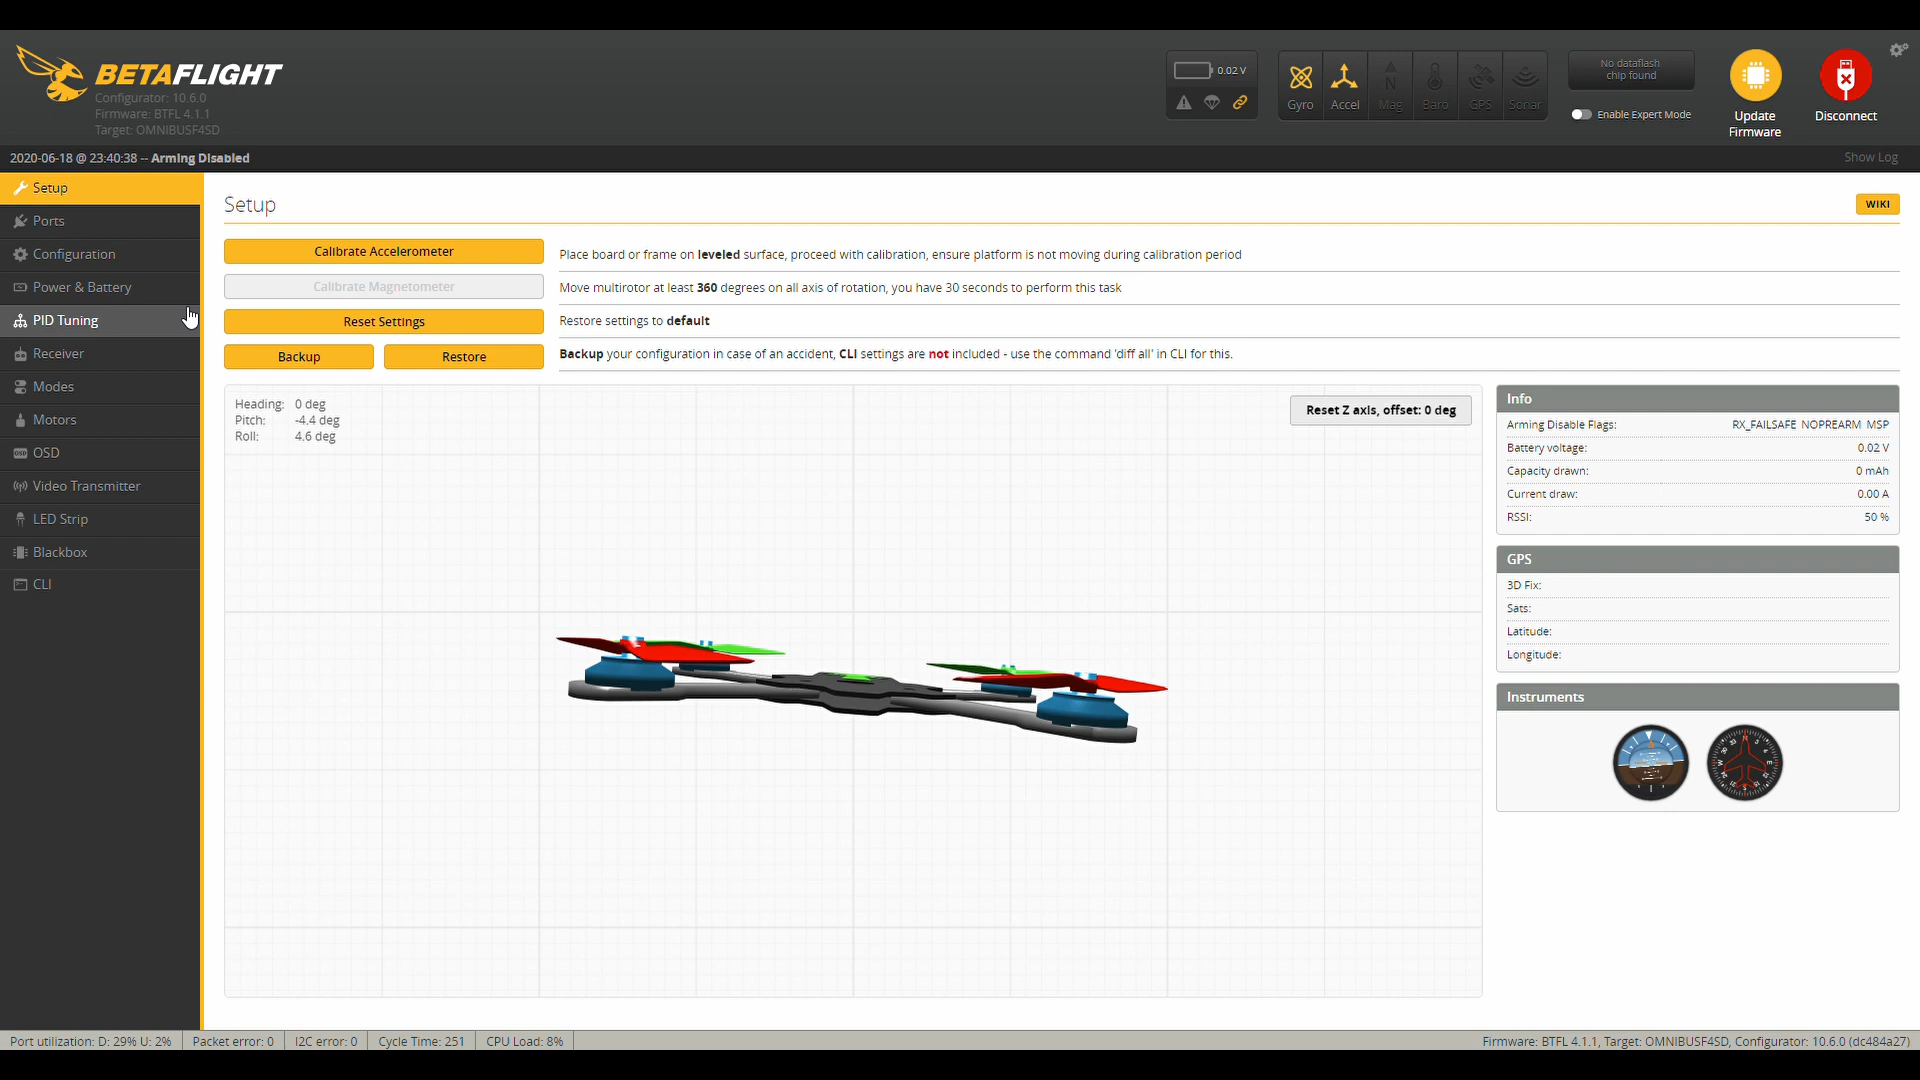 BETAFLIGHT
Configurator: 10.6.0
Firmware: BTFL 4.1.1
Target: OMNIBUSF4SD
0.02 V
Gyro
Accel
Mag
Baro
GPS
Sonar
No dataflash
chip found
Enable Expert Mode
Update
Firmware
Disconnect
2020-06-18 @ 23:40:38 -- Arming Disabled
Show Log
Setup
Ports
Configuration
Power & Battery
PID Tuning
Receiver
Modes
Motors
OSD
Video Transmitter
LED Strip
Blackbox
CLI
Setup
WIKI
Calibrate Accelerometer
Place board or frame on leveled surface, proceed with calibration, ensure platform is not moving during calibration period
Calibrate Magnetometer
Move multirotor at least 360 degrees on all axis of rotation, you have 30 seconds to perform this task
Reset Settings
Restore settings to default
Backup
Restore
Backup your configuration in case of an accident, CLI settings are not included - use the command 'diff all' in CLI for this.
Heading: 0 deg
Pitch: -4.4 deg
Roll: 4.6 deg
Reset Z axis, offset: 0 deg
Info
Arming Disable Flags: RX_FAILSAFE NOPREARM MSP
Battery voltage: 0.02 V
Capacity drawn: 0 mAh
Current draw: 0.00 A
RSSI: 50 %
GPS
3D Fix:
Sats:
Latitude:
Longitude:
Instruments
Port utilization: D: 29% U: 2%
Packet error: 0
I2C error: 0
Cycle Time: 251
CPU Load: 8%
Firmware: BTFL 4.1.1, Target: OMNIBUSF4SD, Configurator: 10.6.0 (dc484a27)